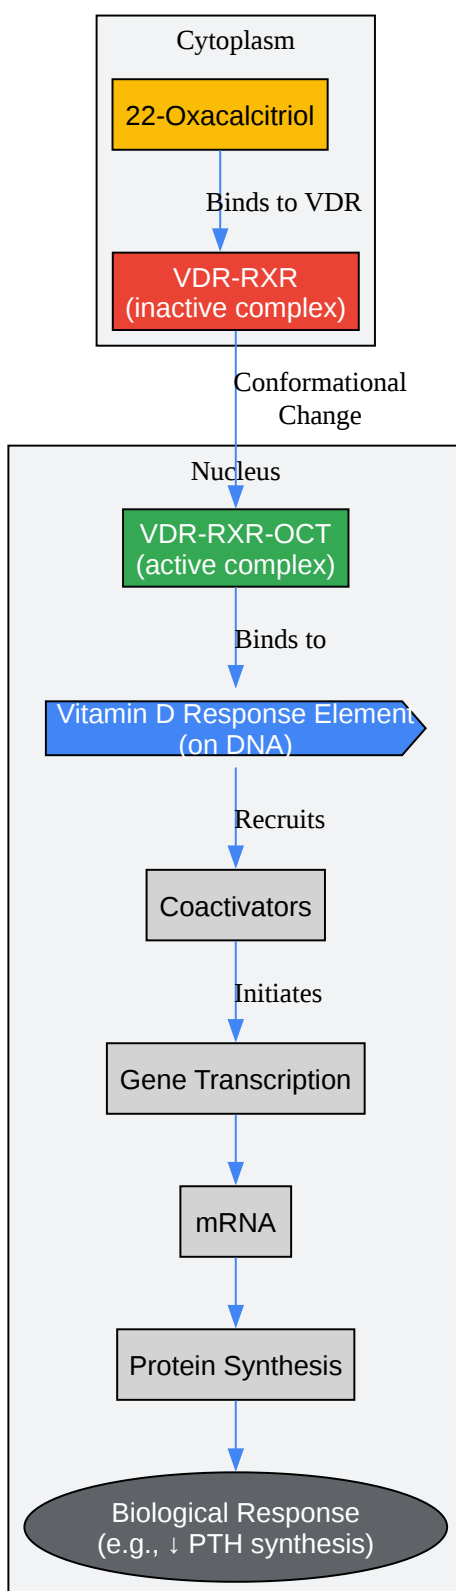 Cytoplasm
22-Oxacalcitriol
Binds to VDR
VDR-RXR
(inactive complex)
Conformational
Change
Nucleus
VDR-RXR-OCT
(active complex)
Binds to
Vitamin D Response Element
(on DNA)
Recruits
Coactivators
Initiates
Gene Transcription
mRNA
Protein Synthesis
Biological Response
(e.g., ↓ PTH synthesis)